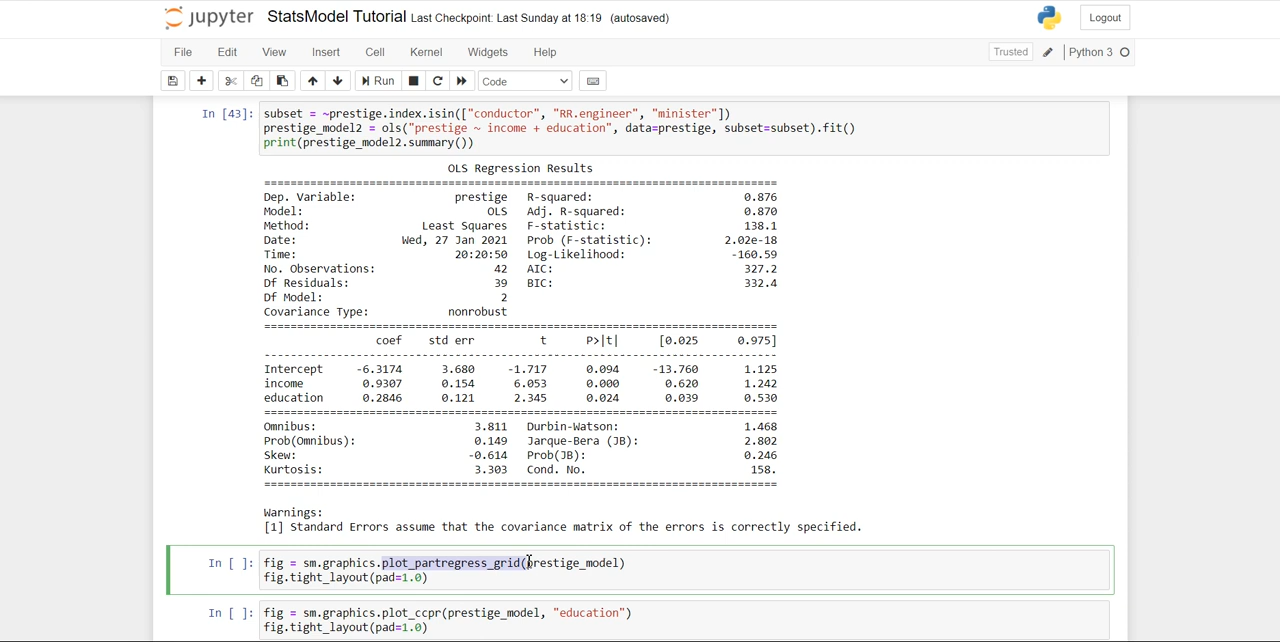 jupyter StatsModel Tutorial Last Checkpoint: Last Sunday at 18:19 (autosaved) Logout
File Edit View Insert Cell Kernel Widgets Help Trusted Python 3
Run Code
In [43]: subset = ~prestige.index.isin(["conductor", "RR.engineer", "minister"])
prestige_model2 = ols("prestige ~ income + education", data=prestige, subset=subset).fit()
print(prestige_model2.summary())
OLS Regression Results
==============================================================================
Dep. Variable: prestige R-squared: 0.876
Model: OLS Adj. R-squared: 0.870
Method: Least Squares F-statistic: 138.1
Date: Wed, 27 Jan 2021 Prob (F-statistic): 2.02e-18
Time: 20:20:50 Log-Likelihood: -160.59
No. Observations: 42 AIC: 327.2
Df Residuals: 39 BIC: 332.4
Df Model: 2
Covariance Type: nonrobust
==============================================================================
coef std err t P>|t| [0.025 0.975]
------------------------------------------------------------------------------
Intercept -6.3174 3.680 -1.717 0.094 -13.760 1.125
income 0.9307 0.154 6.053 0.000 0.620 1.242
education 0.2846 0.121 2.345 0.024 0.039 0.530
==============================================================================
Omnibus: 3.811 Durbin-Watson: 1.468
Prob(Omnibus): 0.149 Jarque-Bera (JB): 2.802
Skew: -0.614 Prob(JB): 0.246
Kurtosis: 3.303 Cond. No. 158.
==============================================================================
Warnings:
[1] Standard Errors assume that the covariance matrix of the errors is correctly specified.
In [ ]: fig = sm.graphics.plot_partregress_grid(prestige_model)
fig.tight_layout(pad=1.0)
In [ ]: fig = sm.graphics.plot_ccpr(prestige_model, "education")
fig.tight_layout(pad=1.0)